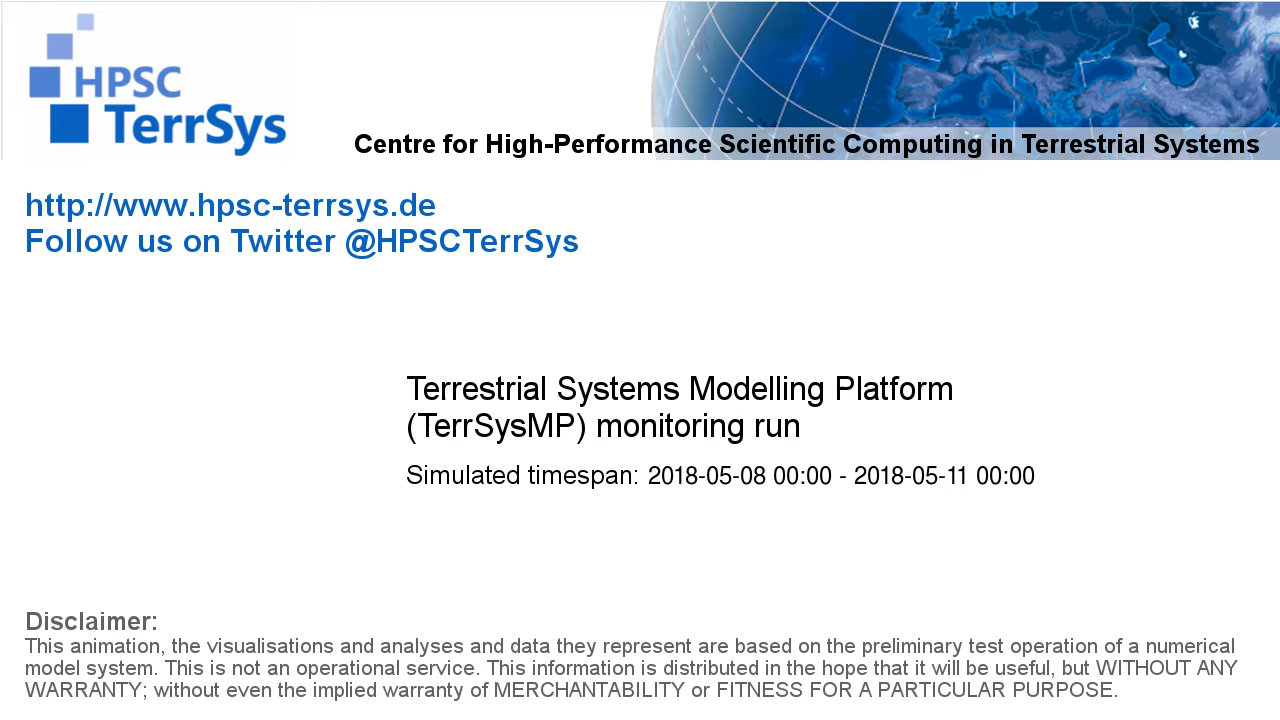 HPSC
TerrSys
Centre for High-Performance Scientific Computing in Terrestrial Systems
http://www.hpsc-terrsys.de
Follow us on Twitter @HPSCTerrSys
Terrestrial Systems Modelling Platform
(TerrSysMP) monitoring run
Simulated timespan: 2018-05-08 00:00 - 2018-05-11 00:00
Disclaimer:
This animation, the visualisations and analyses and data they represent are based on the preliminary test operation of a numerical
model system. This is not an operational service. This information is distributed in the hope that it will be useful, but WITHOUT ANY
WARRANTY; without even the implied warranty of MERCHANTABILITY or FITNESS FOR A PARTICULAR PURPOSE.